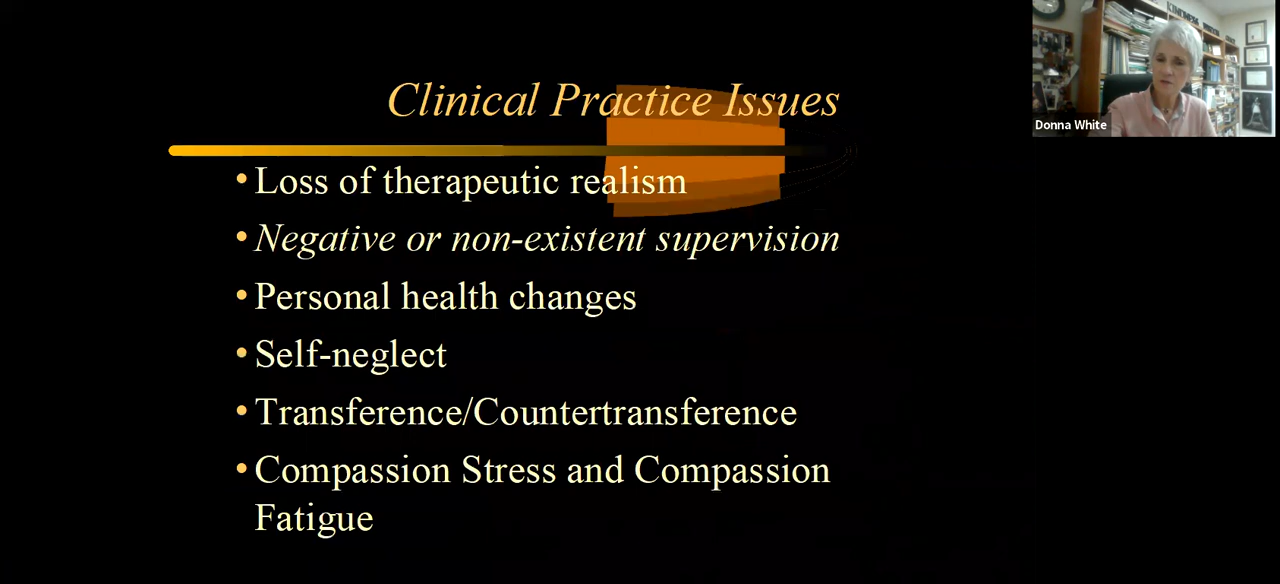 Clinical Practice Issues
• Loss of therapeutic realism
• Negative or non-existent supervision
• Personal health changes
• Self-neglect
• Transference/Countertransference
• Compassion Stress and Compassion
Fatigue
Donna White